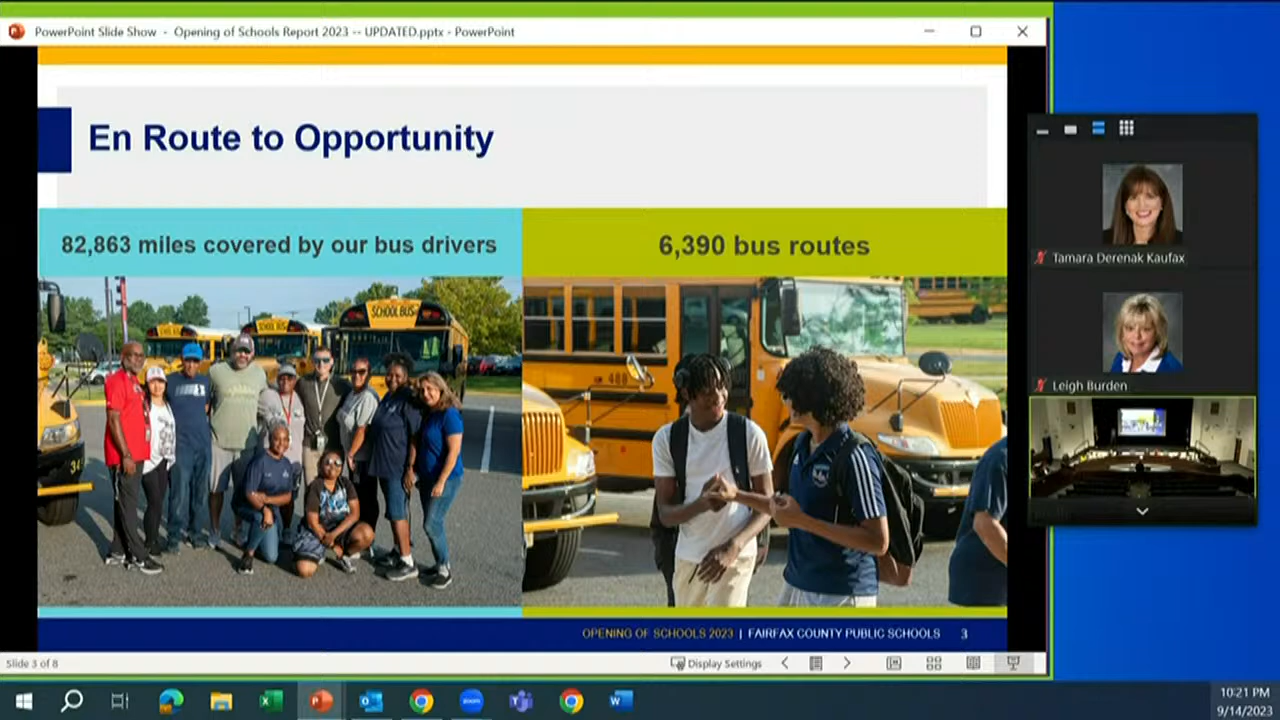 PowerPoint Slide Show - Opening of Schools Report 2023 -- UPDATED.pptx - PowerPoint
En Route to Opportunity
82,863 miles covered by our bus drivers
6,390 bus routes
SCHOOL BUS
Tamara Derenak Kaufax
Leigh Burden
OPENING OF SCHOOLS 2023 | FAIRFAX COUNTY PUBLIC SCHOOLS 3
Slide 3 of 8
Display Settings
10:21 PM
9/14/2023